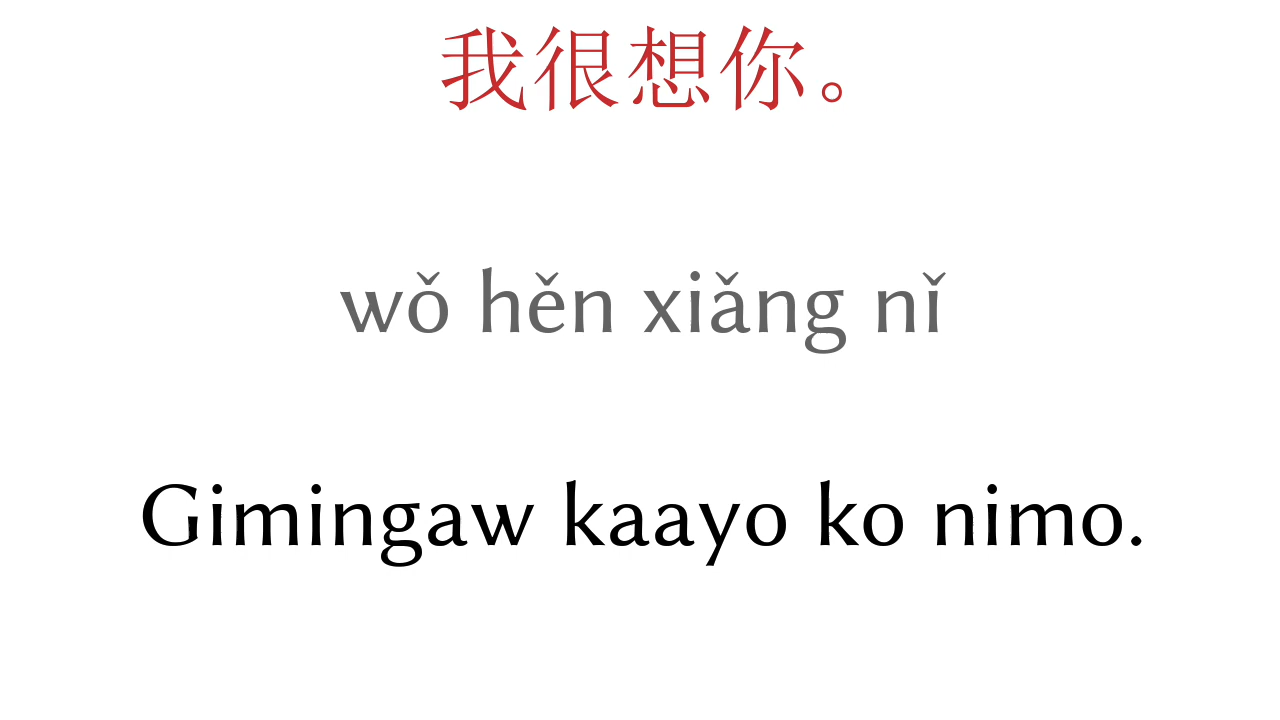 我很想你。
wǒ hěn xiǎng nǐ
Gimingaw kaayo ko nimo.